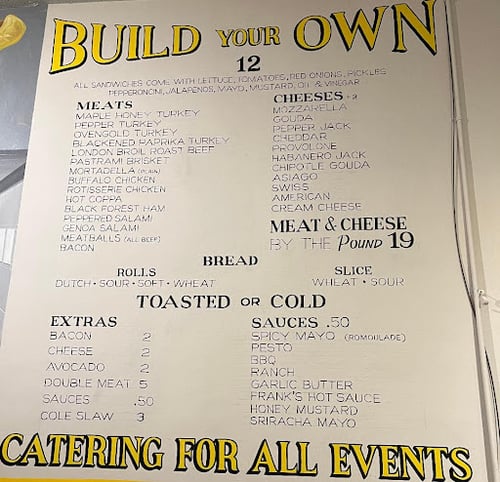 BUILD YOUR OWN
12
ALL SANDWICHES COME WITH LETTUCE, TOMATOES, RED ONIONS, PICKLES
PEPPERONCINI, JALAPENOS, MAYO, MUSTARD, OIL & VINEGAR
MEATS
MAPLE HONEY TURKEY
PEPPER TURKEY
OVENGOLD TURKEY
BLACKENED PAPRIKA TURKEY
LONDON BROIL ROAST BEEF
PASTRAMI BRISKET
MORTADELLA (PORK)
BUFFALO CHICKEN
ROTISSERIE CHICKEN
HOT COPPA
BLACK FOREST HAM
PEPPERED SALAMI
GENOA SALAMI
MEATBALLS (ALL BEEF)
BACON
CHEESES +2
MOZZARELLA
GOUDA
PEPPER JACK
CHEDDAR
PROVOLONE
HABANERO JACK
CHIPOTLE GOUDA
ASIAGO
SWISS
AMERICAN
CREAM CHEESE
MEAT & CHEESE
BY THE POUND 19
BREAD
ROLLS
DUTCH • SOUR • SOFT • WHEAT
SLICE
WHEAT • SOUR
TOASTED OR COLD
EXTRAS
BACON 2
CHEESE 2
AVOCADO 2
DOUBLE MEAT 5
SAUCES .50
COLE SLAW 3
SAUCES .50
SPICY MAYO (ROMOULADE)
PESTO
BBQ
RANCH
GARLIC BUTTER
FRANK'S HOT SAUCE
HONEY MUSTARD
SRIRACHA MAYO
CATERING FOR ALL EVENTS